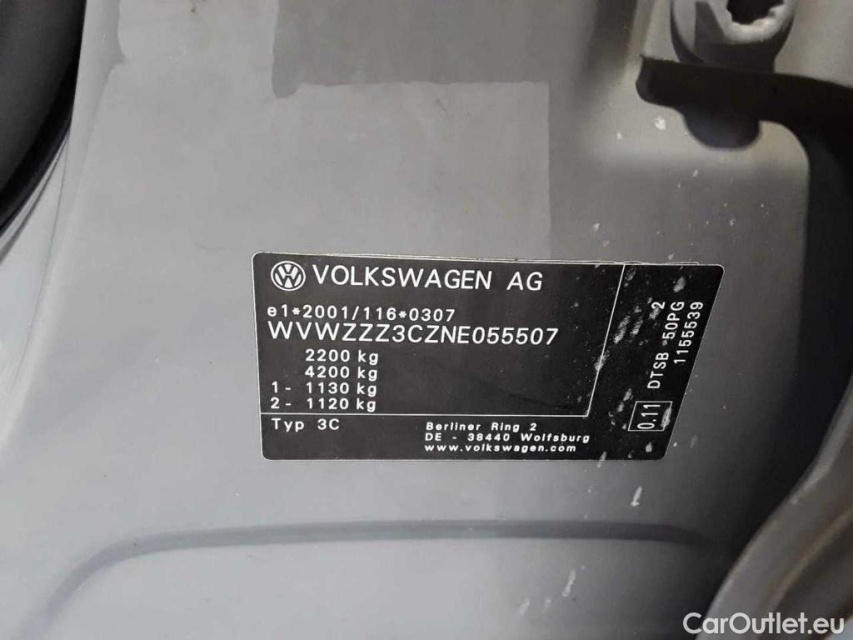 VOLKSWAGEN AG
e1*2001/116*0307
WVWZZZ3CZNE055507
2200 kg
4200 kg
1 - 1130 kg
2 - 1120 kg
Typ 3C
Berliner Ring 2
DE - 38440 Wolfsburg
www.volkswagen.com
2
DTSB 50PG
1155539
0.11
CarOutlet.eu